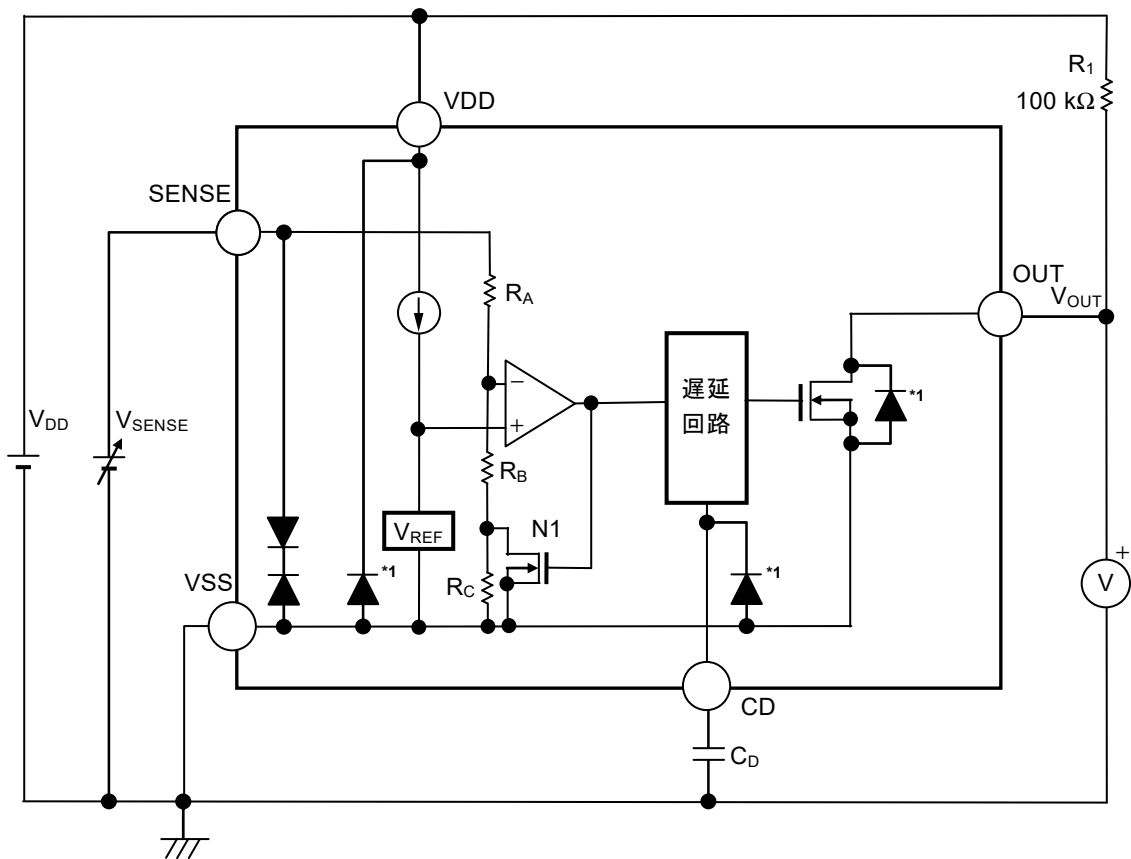 R1
100 kΩ
VDD
SENSE
OUT
VOUT
RA
−
遅延
回路
*1
VDD
VSENSE
+
RB
VREF
N1
+
VSS
*1
RC
*1
V
CD
CD